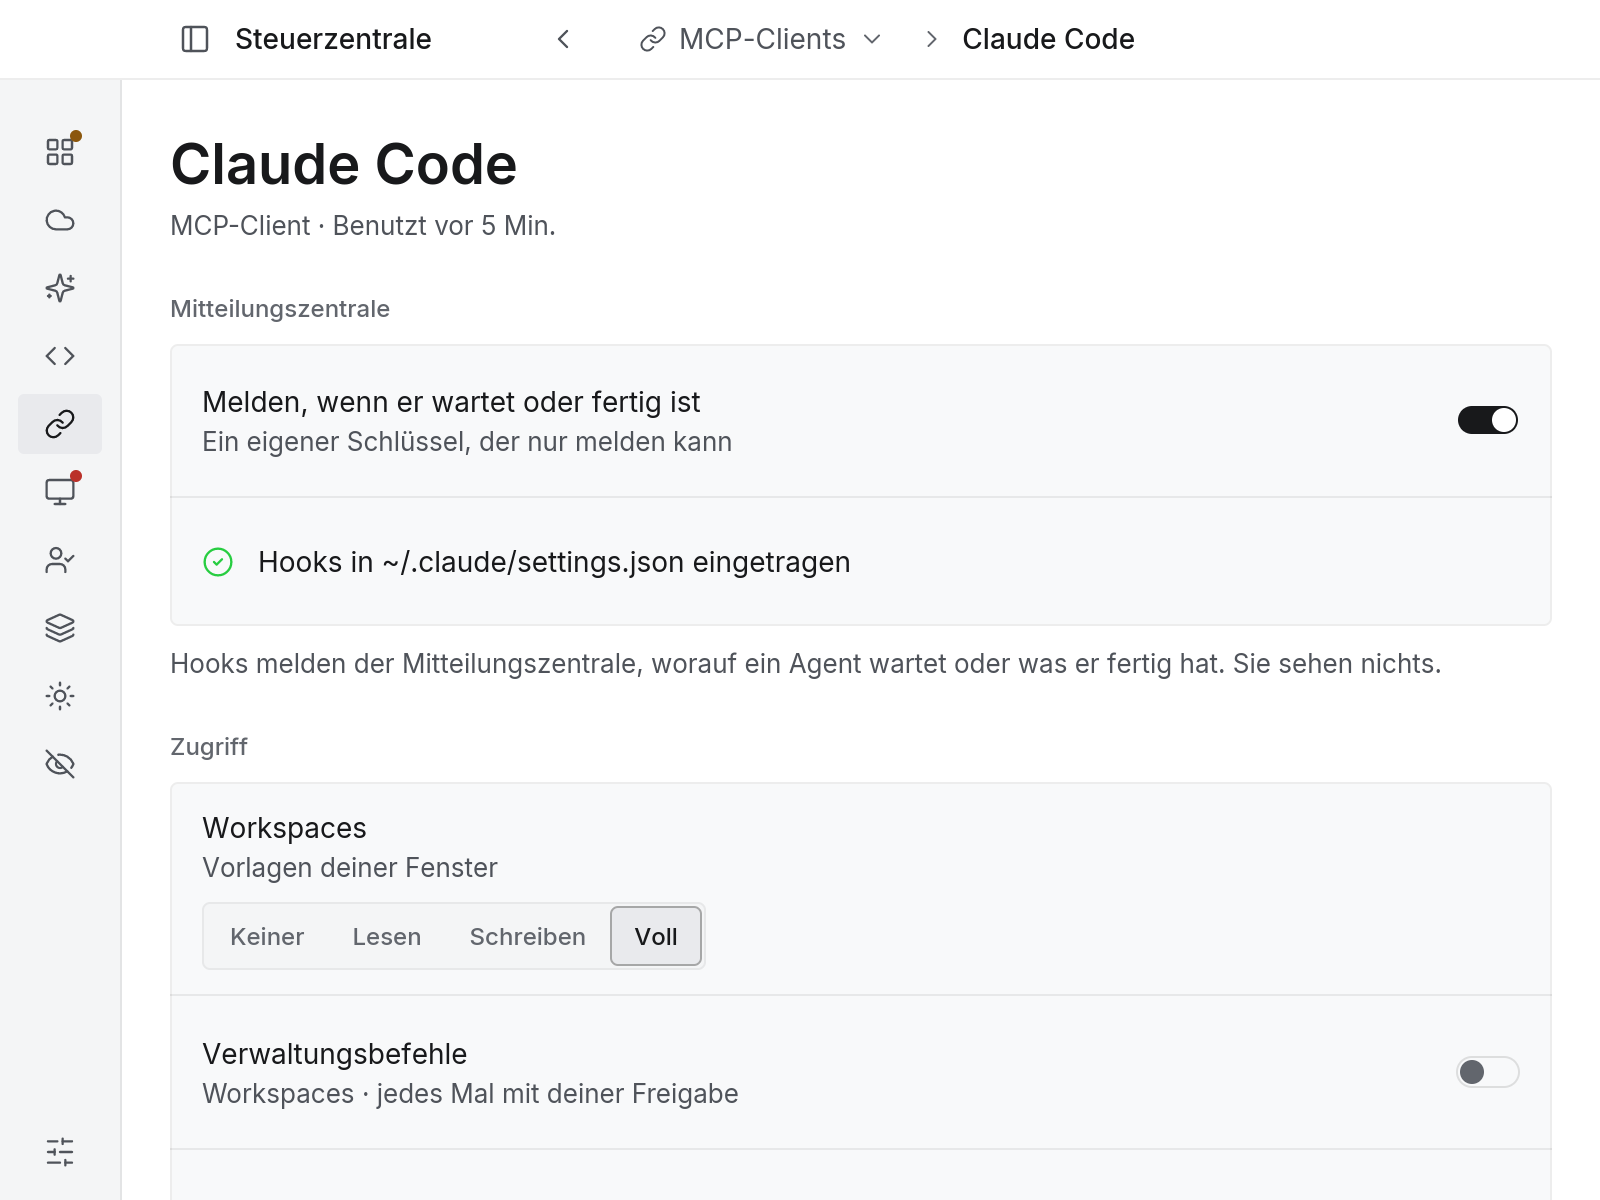 Steuerzentrale
MCP-Clients
Claude Code
Claude Code
MCP-Client · Benutzt vor 5 Min.
Mitteilungszentrale
Melden, wenn er wartet oder fertig ist
Ein eigener Schlüssel, der nur melden kann
Hooks in ~/.claude/settings.json eingetragen
Hooks melden der Mitteilungszentrale, worauf ein Agent wartet oder was er fertig hat. Sie sehen nichts.
Zugriff
Workspaces
Vorlagen deiner Fenster
Keiner Lesen Schreiben Voll
Verwaltungsbefehle
Workspaces · jedes Mal mit deiner Freigabe